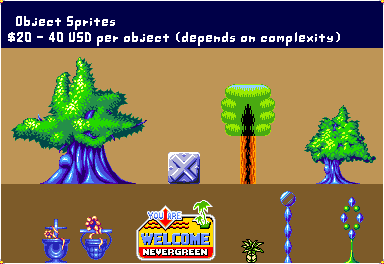 Object Sprites
$20 - 40 USD per object (depends on complexity)
YOU ARE
WELCOME
NEVERGREEN